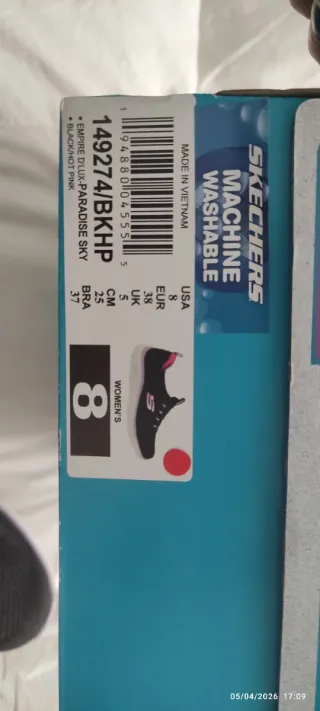 SKECHERS
MACHINE
WASHABLE
MADE IN VIETNAM
1 94880 04555 5
149274/BKHP
• EMPIRE D'LUX-PARADISE SKY
• BLACK/HOT PINK
USA EUR UK CM BRA
8 38 5 25 37
WOMEN'S
8
05/04/2026 17:09